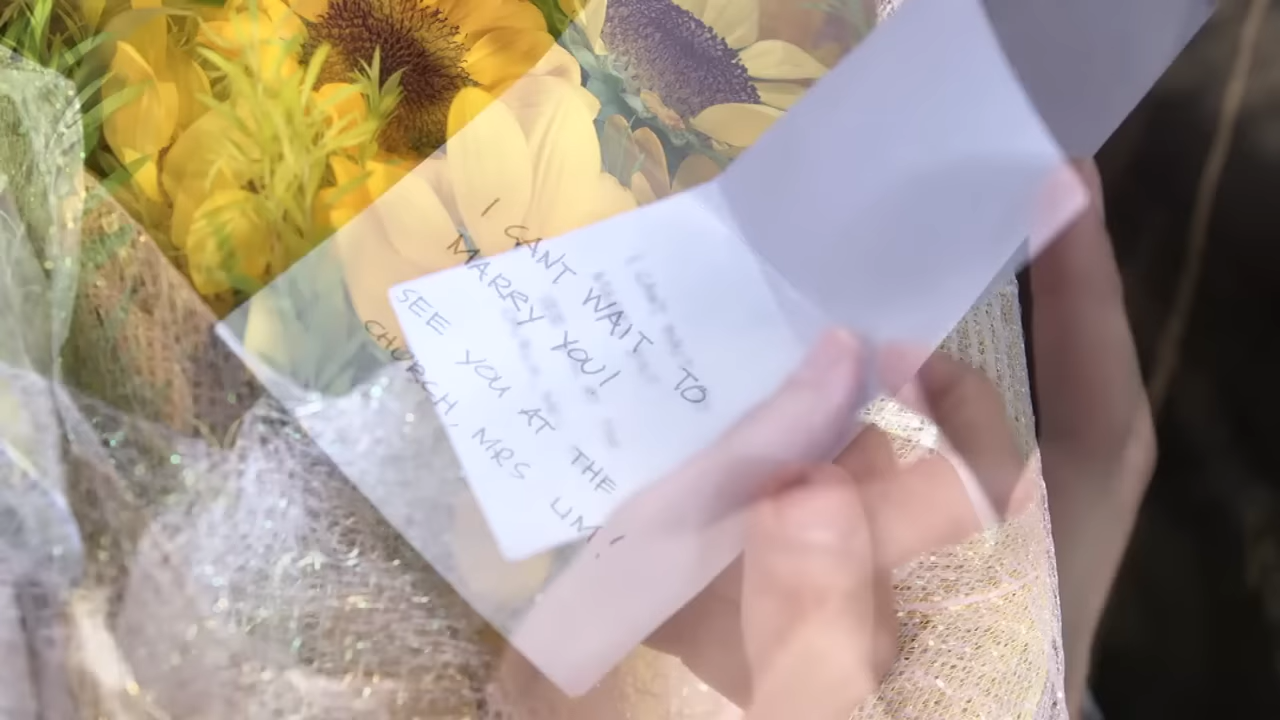 I CANT WAIT TO
MARRY YOU!
SEE YOU AT THE
CHURCH, MRS LIM!